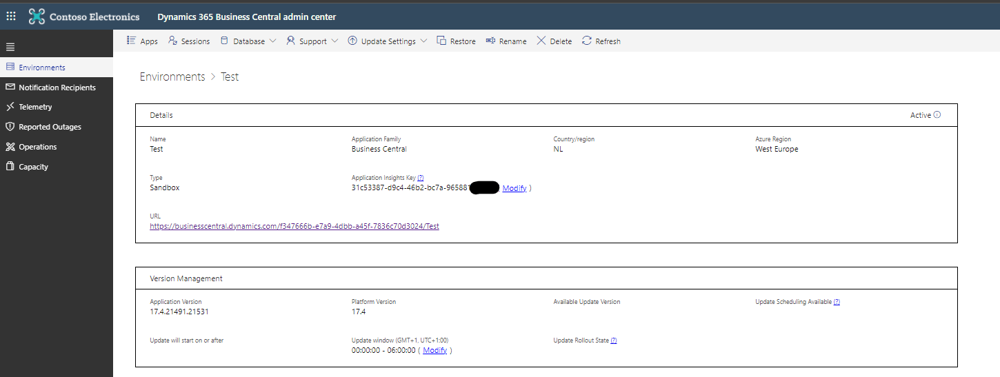 Contoso Electronics Dynamics 365 Business Central admin center
Apps Sessions Database Support Update Settings Restore Rename Delete Refresh
Environments
Notification Recipients
Telemetry
Reported Outages
Operations
Capacity
Environments > Test
Details Active
Name Application Family Country/region Azure Region
Test Business Central NL West Europe
Type Application Insights Key (?)
Sandbox 31c53387-d9c4-46b2-bc7a-965881 Modify )
URL
https://businesscentral.dynamics.com/f347666b-e7a9-4dbb-a45f-7836c70d3024/Test
Version Management
Application Version Platform Version Available Update Version Update Scheduling Available (?)
17.4.21491.21531 17.4
Update will start on or after Update window (GMT+1, UTC+1:00) Update Rollout State (?)
00:00:00 - 06:00:00 ( Modify )